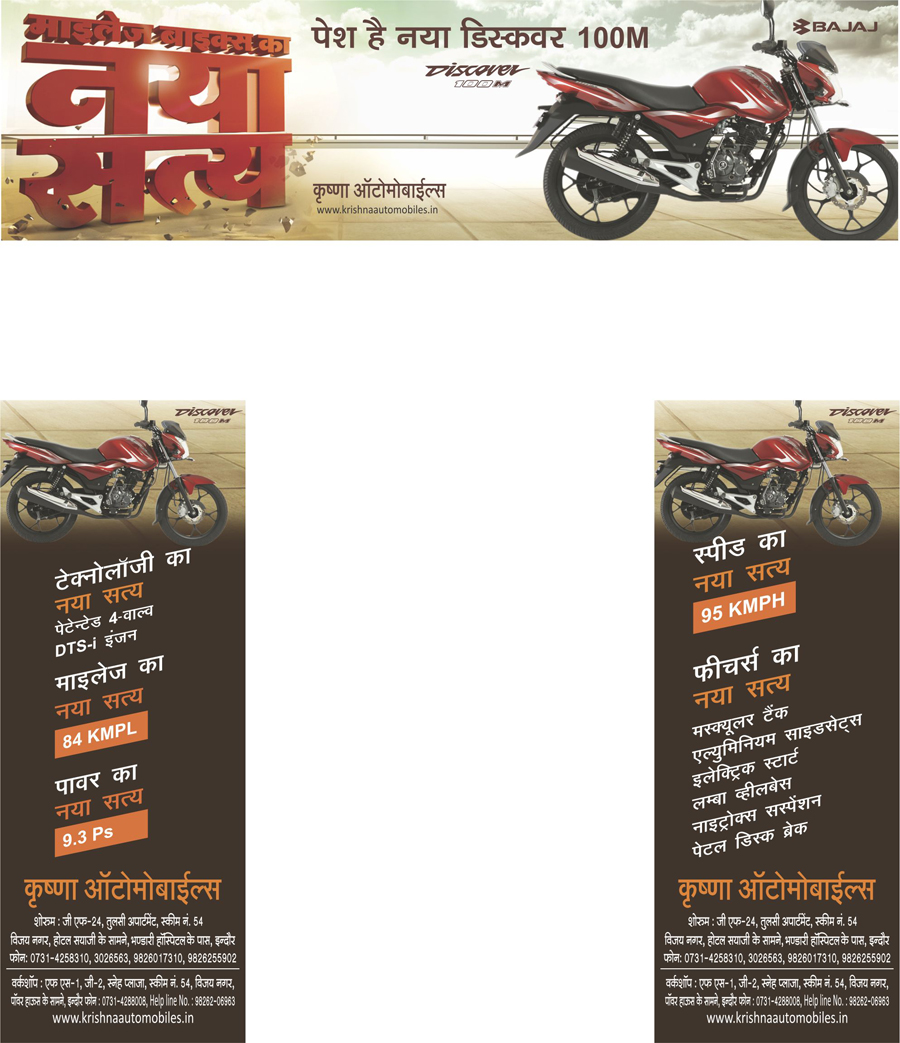 माइलेज बाइक्स का
नया
सत्य
पेश है नया डिस्कवर 100M
DISCOVER
100M
BAJAJ
कृष्णा ऑटोमोबाईल्स
www.krishnaautomobiles.in
DISCOVER
100M
टेक्नोलॉजी का
नया सत्य
पेटेन्टेड 4-वाल्व
DTS-i इंजन
माइलेज का
नया सत्य
84 KMPL
पावर का
नया सत्य
9.3 Ps
कृष्णा ऑटोमोबाईल्स
शोरुम : जी एफ-24, तुलसी अपार्टमेंट, स्कीम नं. 54
विजय नगर, होटल सयाजी के सामने, भण्डारी हॉस्पिटल के पास, इन्दौर
फोन: 0731-4258310, 3026563, 9826017310, 9826255902
वर्कशॉप : एफ एस-1, जी-2, स्नेह प्लाजा, स्कीम नं. 54, विजय नगर,
पॉवर हाऊस के सामने, इन्दौर फोन : 0731-4288008, Help line No. : 98262-06963
www.krishnaautomobiles.in
DISCOVER
100M
स्पीड का
नया सत्य
95 KMPH
फीचर्स का
नया सत्य
मस्क्यूलर टैंक
एल्युमिनियम साइडसेट्स
इलेक्ट्रिक स्टार्ट
लम्बा व्हीलबेस
नाइट्रोक्स सस्पेंशन
पेटल डिस्क ब्रेक
कृष्णा ऑटोमोबाईल्स
शोरुम : जी एफ-24, तुलसी अपार्टमेंट, स्कीम नं. 54
विजय नगर, होटल सयाजी के सामने, भण्डारी हॉस्पिटल के पास, इन्दौर
फोन: 0731-4258310, 3026563, 9826017310, 9826255902
वर्कशॉप : एफ एस-1, जी-2, स्नेह प्लाजा, स्कीम नं. 54, विजय नगर,
पॉवर हाऊस के सामने, इन्दौर फोन : 0731-4288008, Help line No. : 98262-06963
www.krishnaautomobiles.in